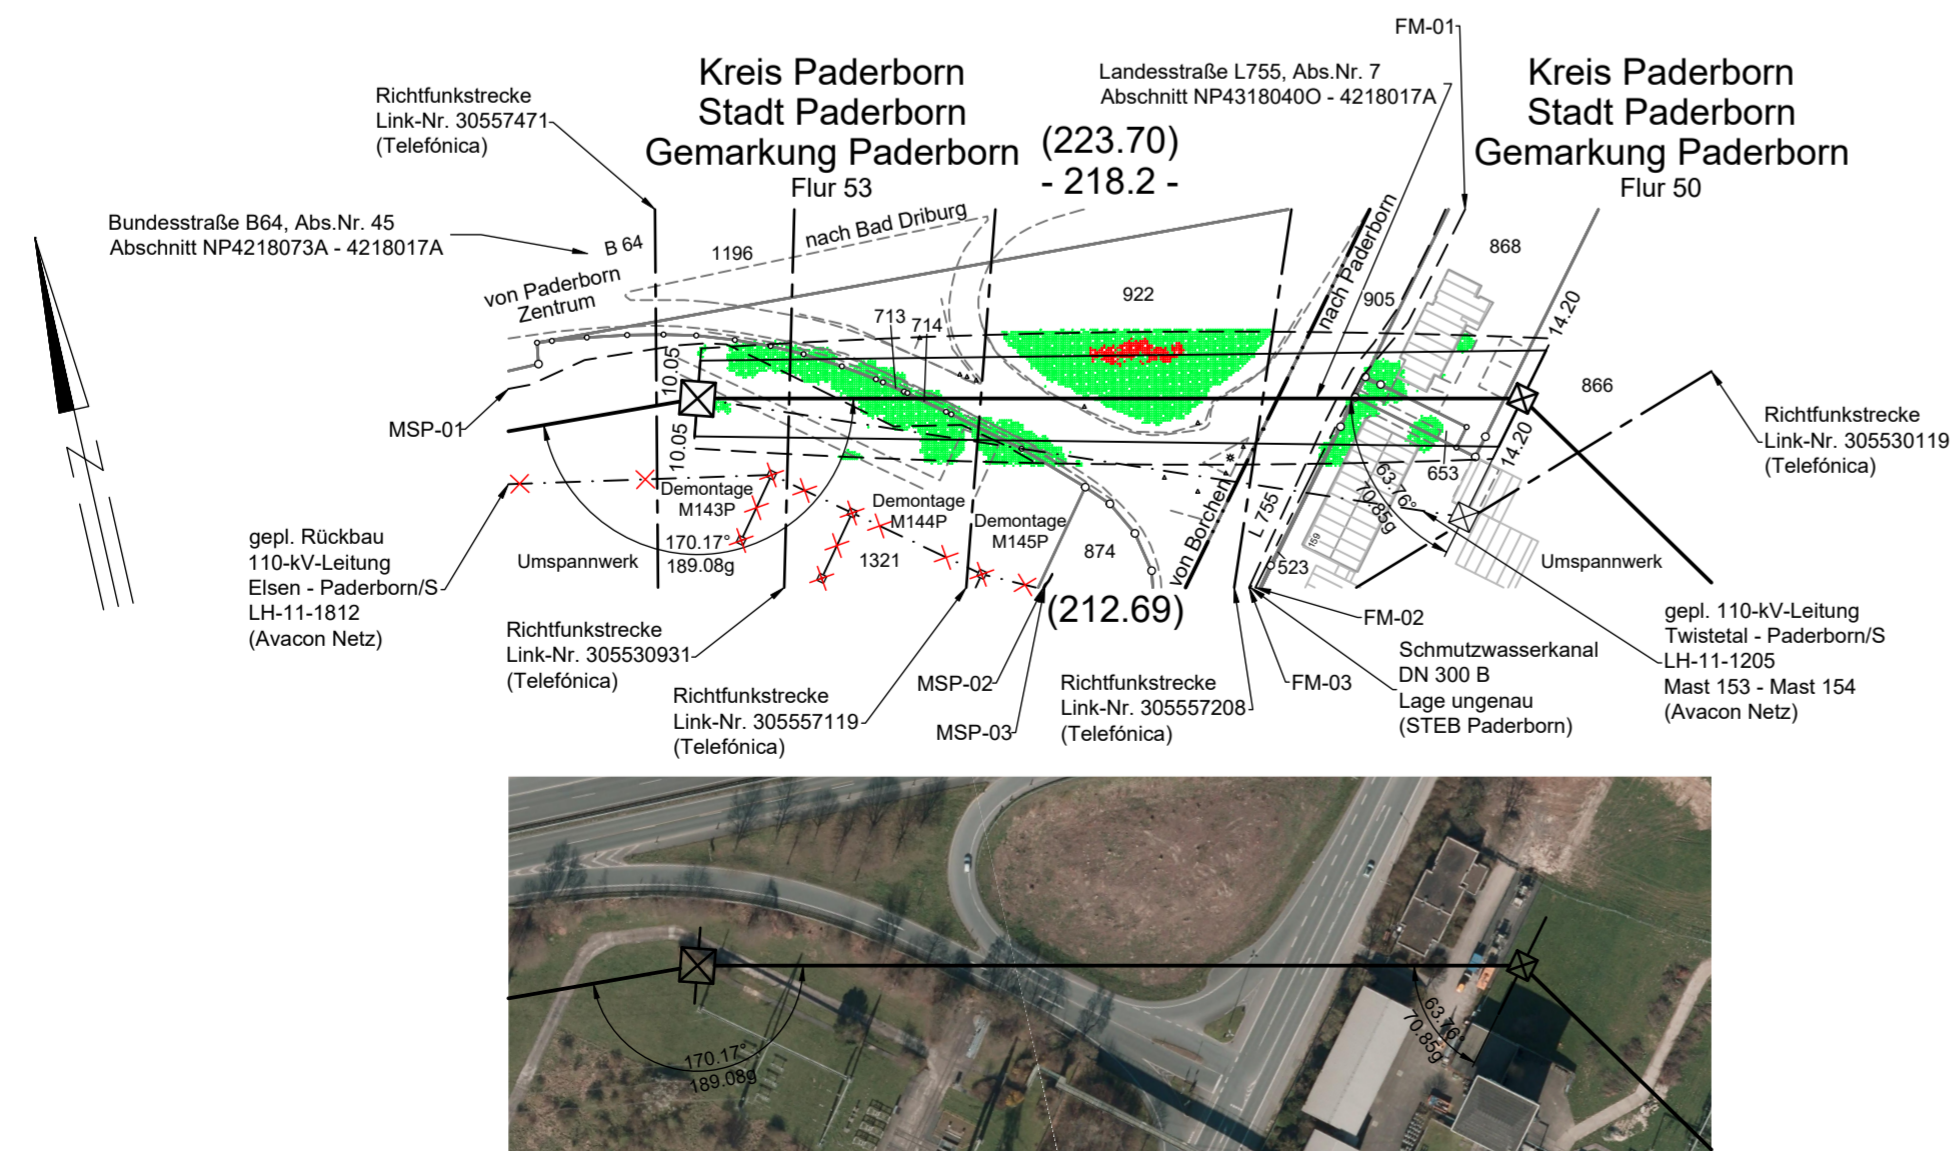 FM-01
Kreis Paderborn
Stadt Paderborn
Gemarkung Paderborn
Flur 53
Landesstraße L755, Abs.Nr. 7
Abschnitt NP4318040O - 4218017A
Kreis Paderborn
Stadt Paderborn
Gemarkung Paderborn
Flur 50
Richtfunkstrecke
Link-Nr. 30557471
(Telefónica)
(223.70)
- 218.2 -
Bundesstraße B64, Abs.Nr. 45
Abschnitt NP4218073A - 4218017A
B 64
1196
nach Bad Driburg
von Paderborn
Zentrum
nach Paderborn
868
922
905
713
714
14.20
10.05
866
MSP-01
10.05
14.20
Richtfunkstrecke
Link-Nr. 305530119
(Telefónica)
653
63.76°
70.85g
Demontage
M143P
Demontage
M144P
Demontage
M145P
von Borchen
L 755
159
gepl. Rückbau
110-kV-Leitung
Elsen - Paderborn/S
LH-11-1812
(Avacon Netz)
Umspannwerk
170.17°
189.08g
1321
874
523
Umspannwerk
(212.69)
FM-02
gepl. 110-kV-Leitung
Twistetal - Paderborn/S
LH-11-1205
Mast 153 - Mast 154
(Avacon Netz)
Richtfunkstrecke
Link-Nr. 305530931
(Telefónica)
Schmutzwasserkanal
DN 300 B
Lage ungenau
(STEB Paderborn)
Richtfunkstrecke
Link-Nr. 305557119
(Telefónica)
MSP-02
MSP-03
Richtfunkstrecke
Link-Nr. 305557208
(Telefónica)
FM-03
170.17°
189.08g
63.76°
70.85g